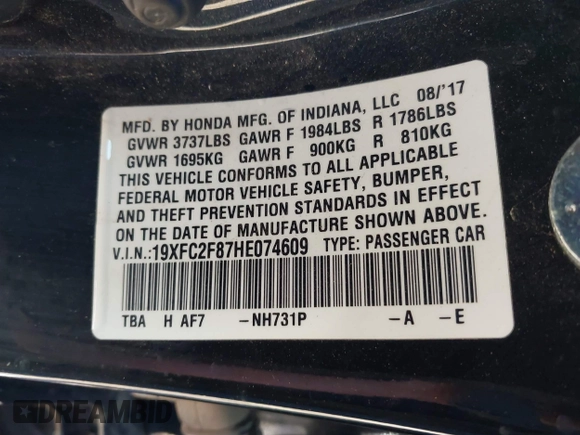 MFD. BY HONDA MFG. OF INDIANA, LLC 08/'17
GVWR 3737LBS GAWR F 1984LBS R 1786LBS
GVWR 1695KG GAWR F 900KG R 810KG
THIS VEHICLE CONFORMS TO ALL APPLICABLE
FEDERAL MOTOR VEHICLE SAFETY, BUMPER,
AND THEFT PREVENTION STANDARDS IN EFFECT
ON THE DATE OF MANUFACTURE SHOWN ABOVE.
V.I.N.:19XFC2F87HE074609 TYPE: PASSENGER CAR
TBA H AF7 -NH731P -A -E
DREAMBID